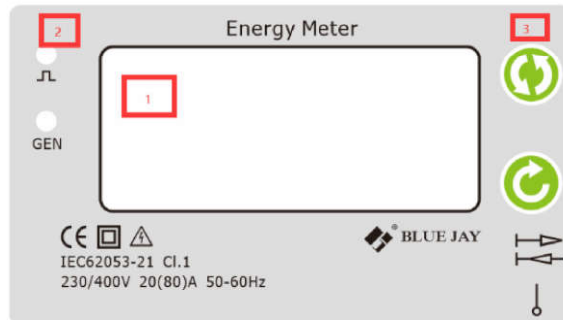 2
Energy Meter
3
1
GEN
CE
BLUE JAY
IEC62053-21 Cl.1
230/400V 20(80)A 50-60Hz